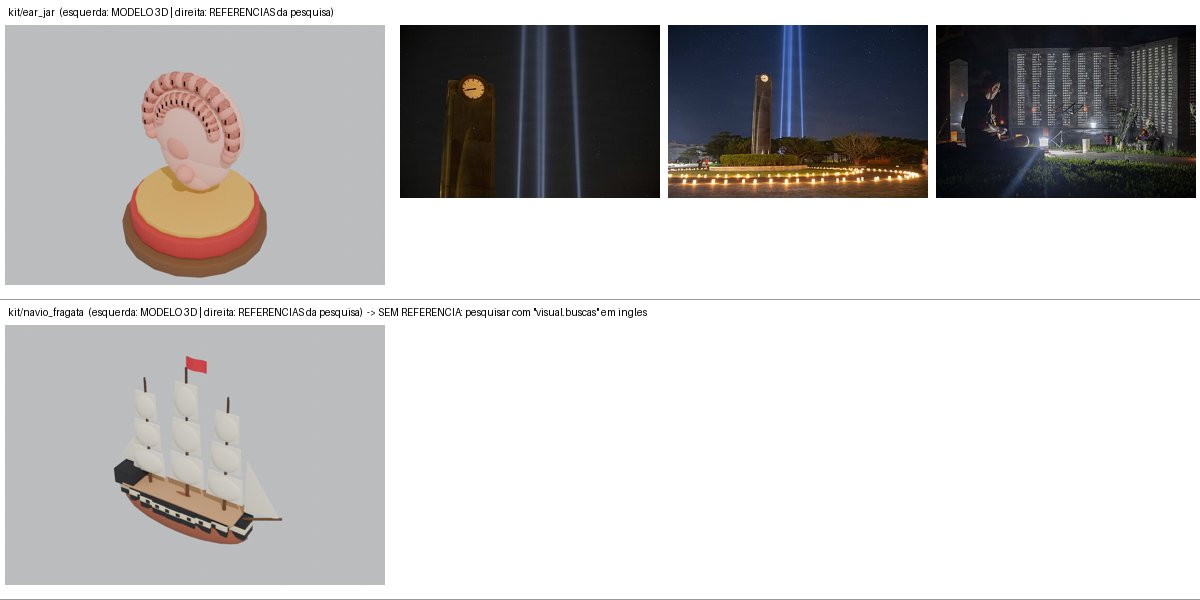 kit/ear_jar (esquerda: MODELO 3D | direita: REFERENCIAS da pesquisa)
kit/navio_fragata (esquerda: MODELO 3D | direita: REFERENCIAS da pesquisa) -> SEM REFERENCIA: pesquisar com "visual.buscas" em ingles